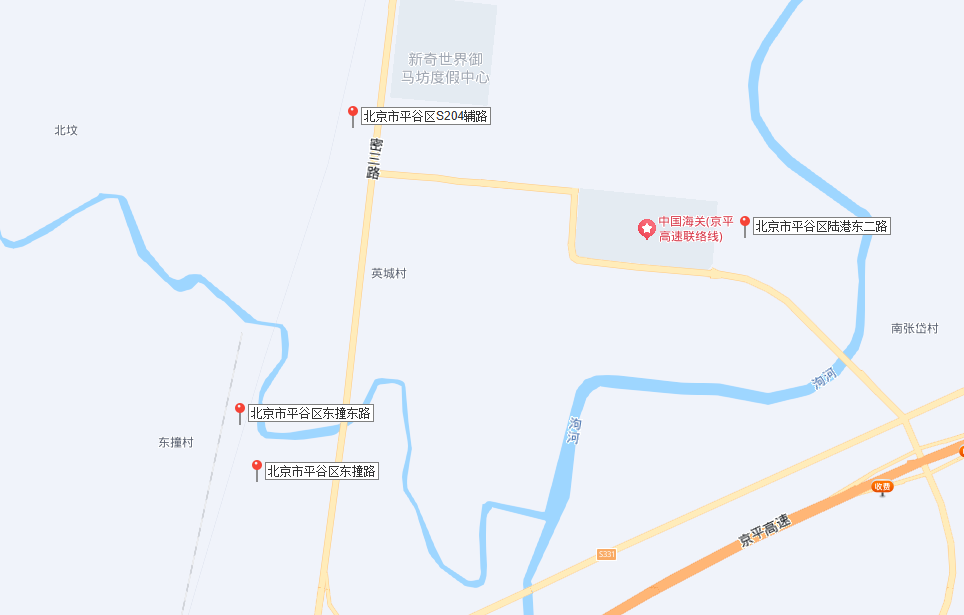 新奇世界御
马坊度假中心
北京市平谷区S204辅路
北坟
密三路
中国海关(京平
高速联络线)
北京市平谷区陆港东二路
英城村
南张岱村
泃河
北京市平谷区东撞东路
泃河
东撞村
北京市平谷区东撞路
收费
京平高速
S331